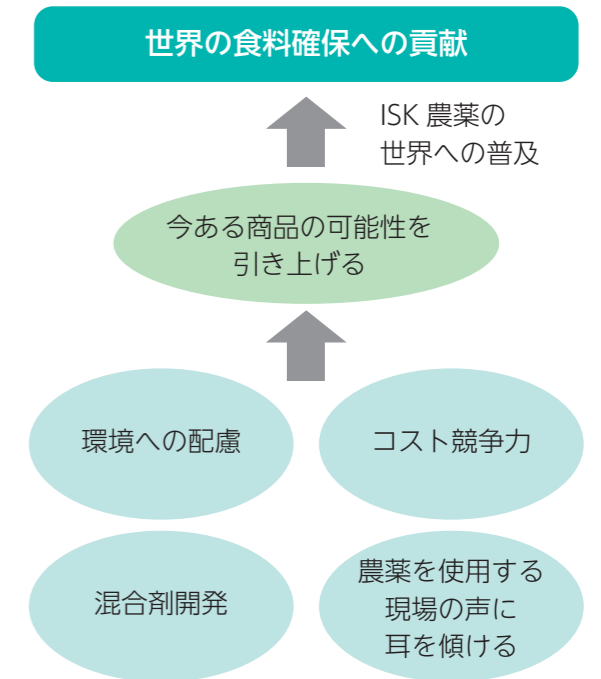 世界の食料確保への貢献
ISK 農薬の
世界への普及
今ある商品の可能性を
引き上げる
環境への配慮
コスト競争力
混合剤開発
農薬を使用する
現場の声に
耳を傾ける